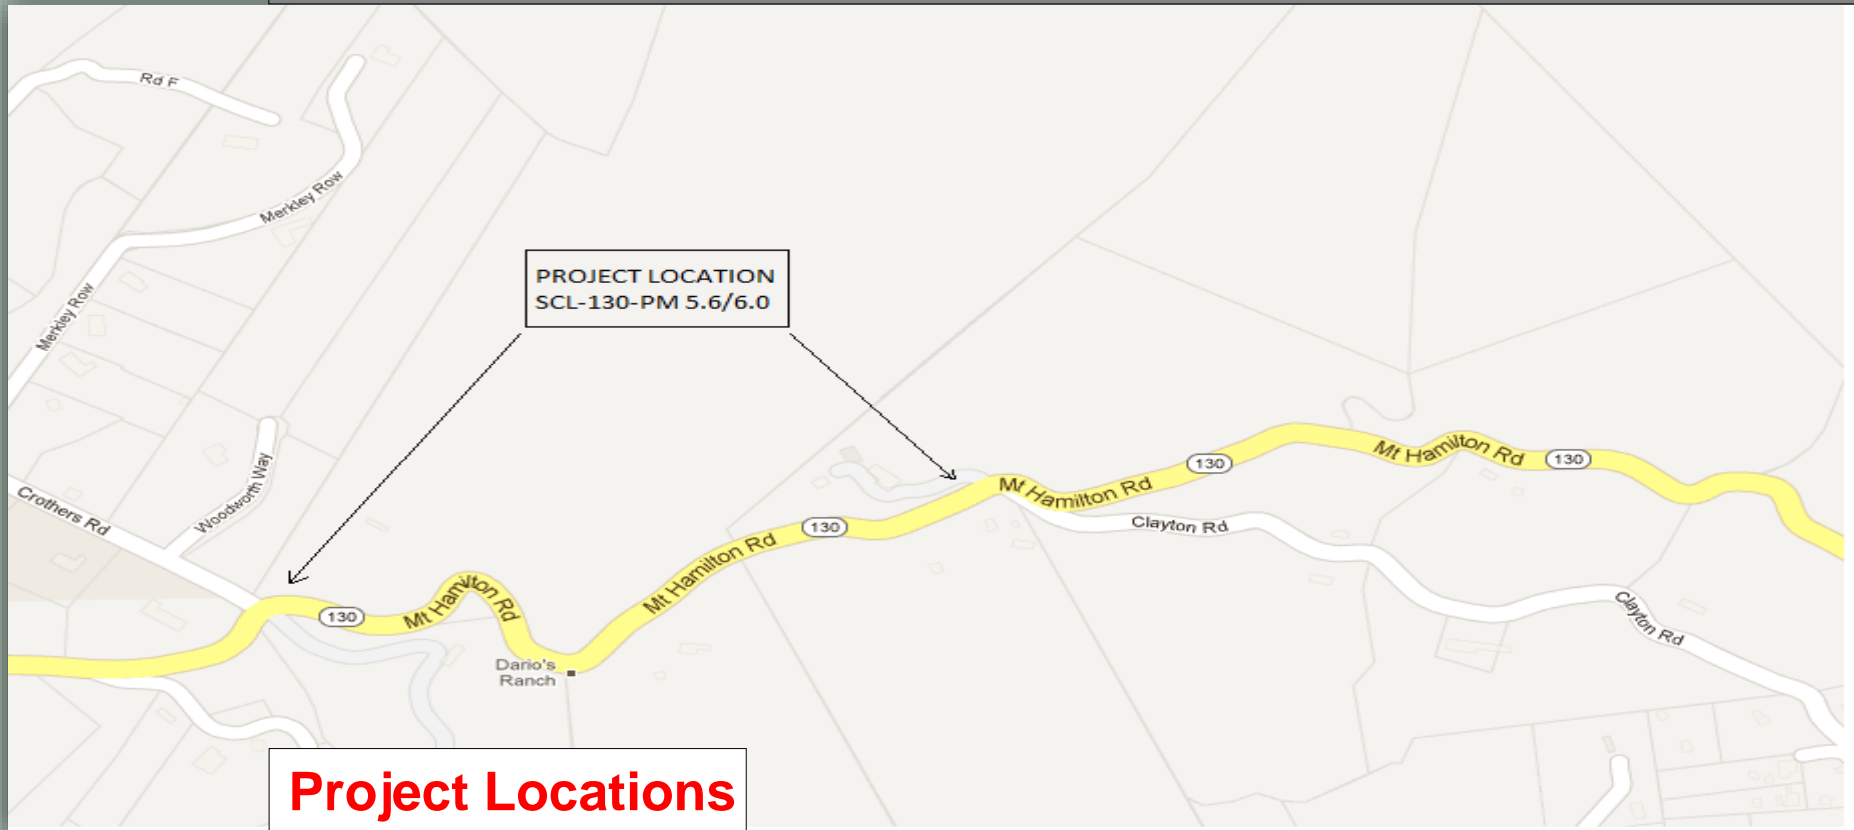 Rd F
Merkley Row
Merkley Row
PROJECT LOCATION
SCL-130-PM 5.6/6.0
Woodworth Way
Crothers Rd
130
Mt Hamilton Rd
Dario's
Ranch
Mt Hamilton Rd
130
Mt Hamilton Rd
130
Mt Hamilton Rd
130
Clayton Rd
Clayton Rd
Project Locations